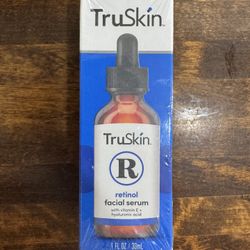 TruSkin
TruSkin
R
retinol
facial serum
with vitamin E +
hyaluronic acid
1 FL OZ / 30mL